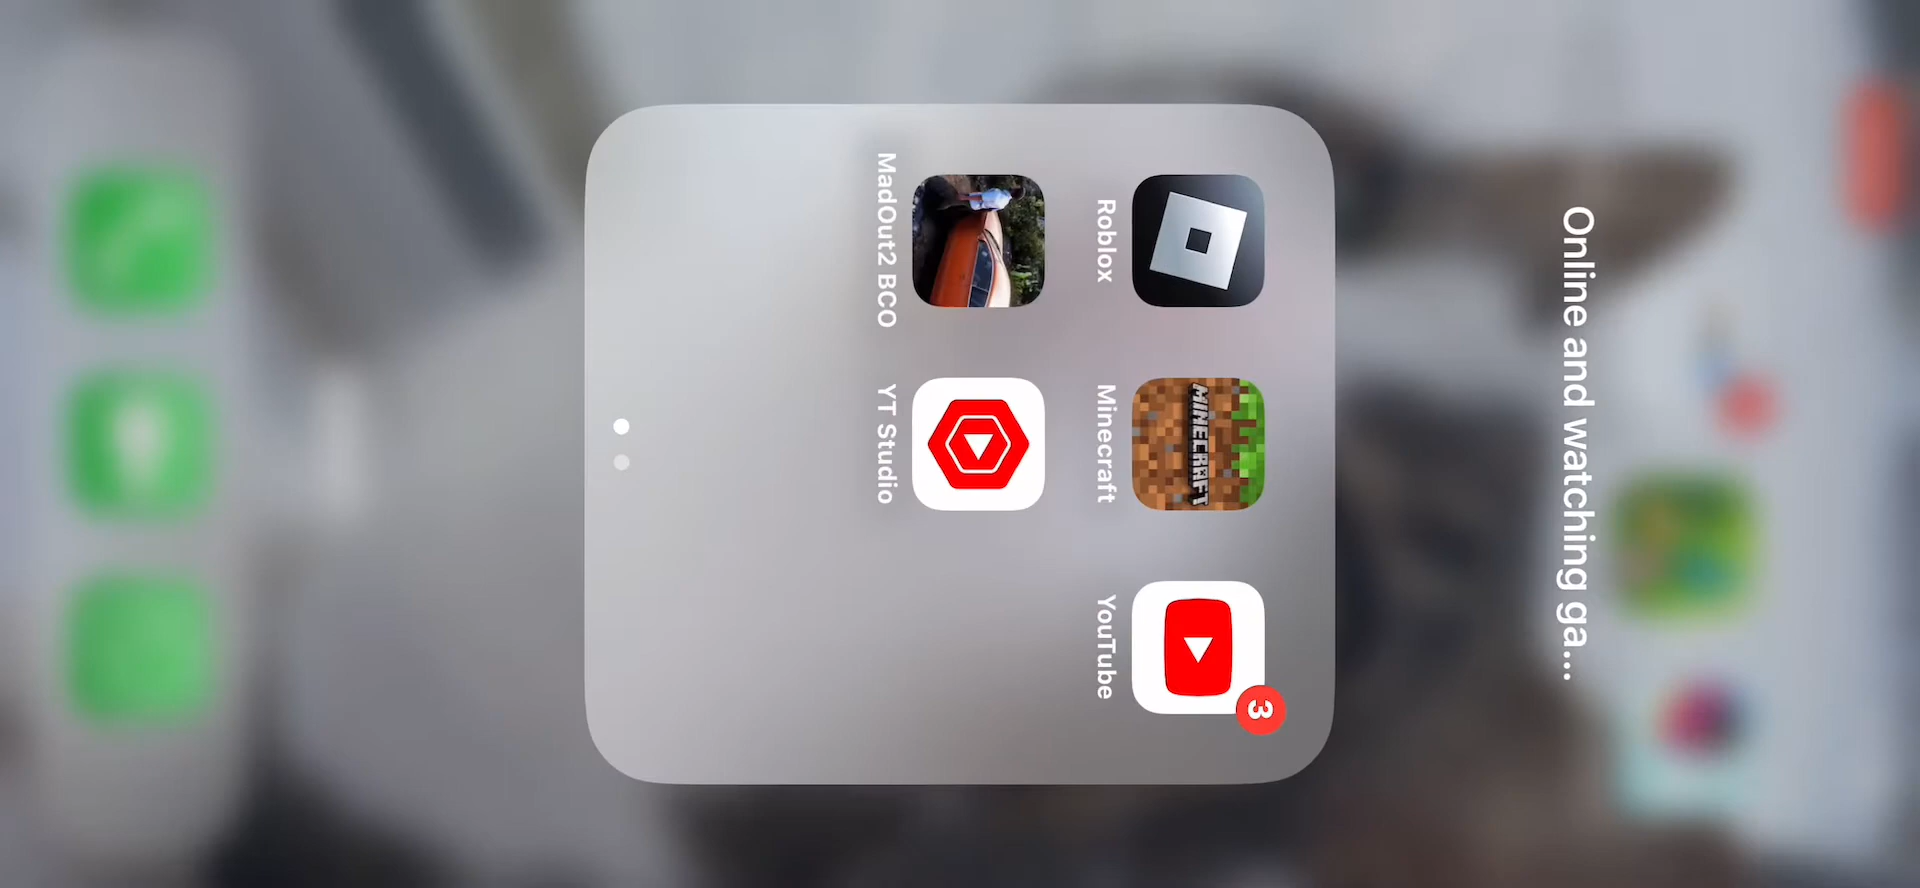 Online and watching ga...
3
MINECRAFT
Roblox
Minecraft
YouTube
MadOut2 BCO
YT Studio